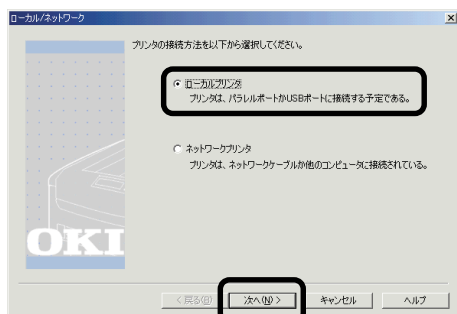 ローカル/ネットワーク
プリンタの接続方法を以下から選択してください。
ローカルプリンタ
プリンタは、パラレルポートかUSBポートに接続する予定である。
ネットワークプリンタ
プリンタは、ネットワークケーブルか他のコンピュータに接続されている。
OKI
< 戻る(B) 次へ(N) > キャンセル ヘルプ